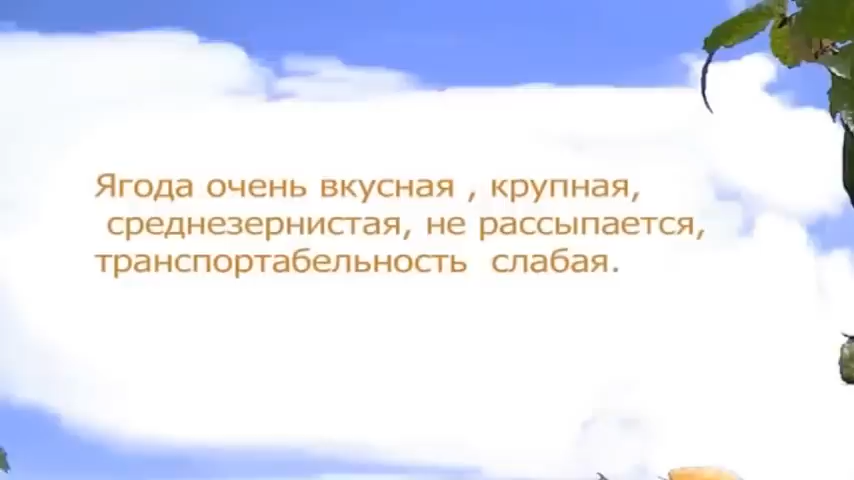 Ягода очень вкусная , крупная,
среднезернистая, не рассыпается,
транспортабельность слабая.